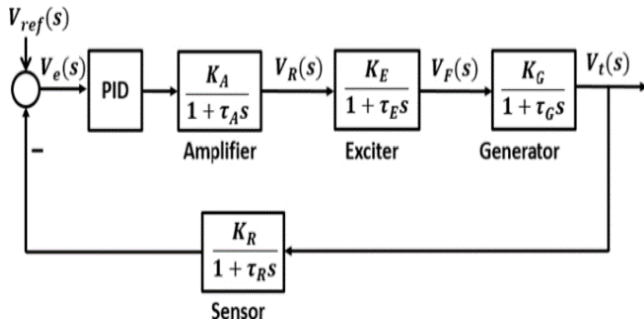 V_ref(s)
V_e(s)
PID
K_A
1 + τ_A s
Amplifier
V_R(s)
K_E
1 + τ_E s
Exciter
V_F(s)
K_G
1 + τ_G s
Generator
V_t(s)
−
K_R
1 + τ_R s
Sensor